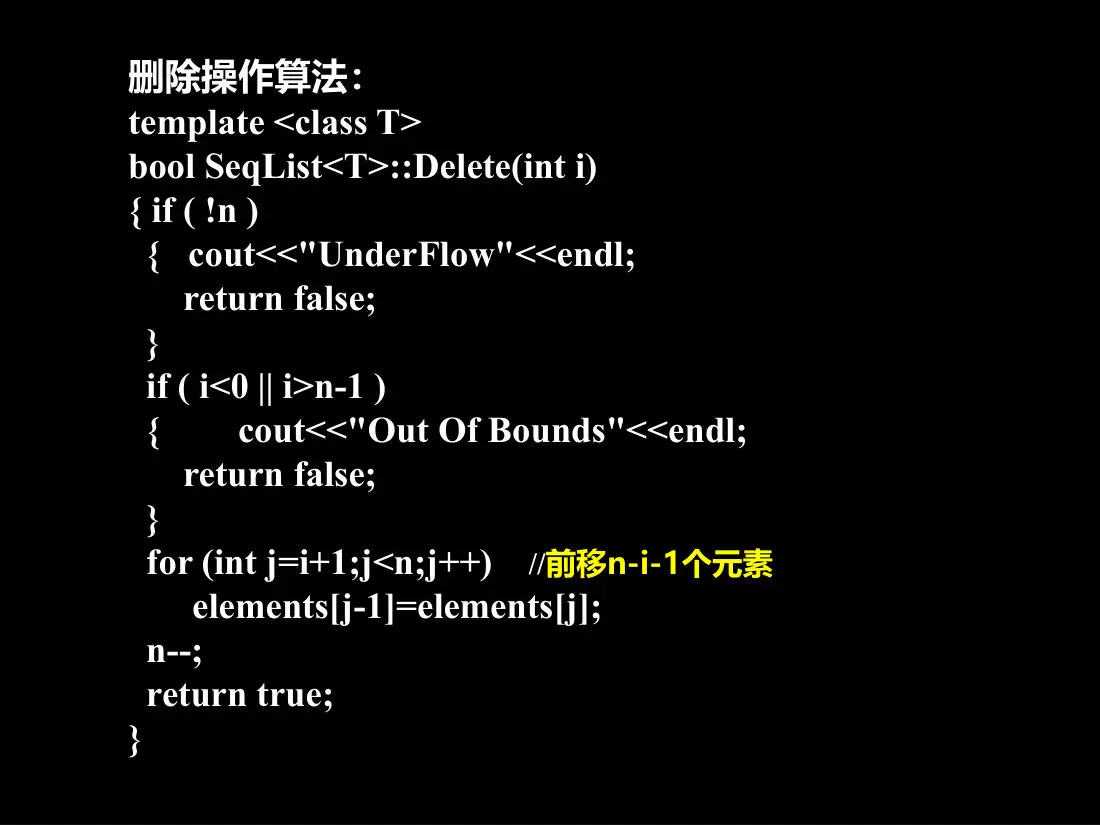 删除操作算法：
template <class T>
bool SeqList<T>::Delete(int i)
{ if ( !n )
{ cout<<"UnderFlow"<<endl;
return false;
}
if ( i<0 || i>n-1 )
{ cout<<"Out Of Bounds"<<endl;
return false;
}
for (int j=i+1;j<n;j++) //前移n-i-1个元素
elements[j-1]=elements[j];
n--;
return true;
}